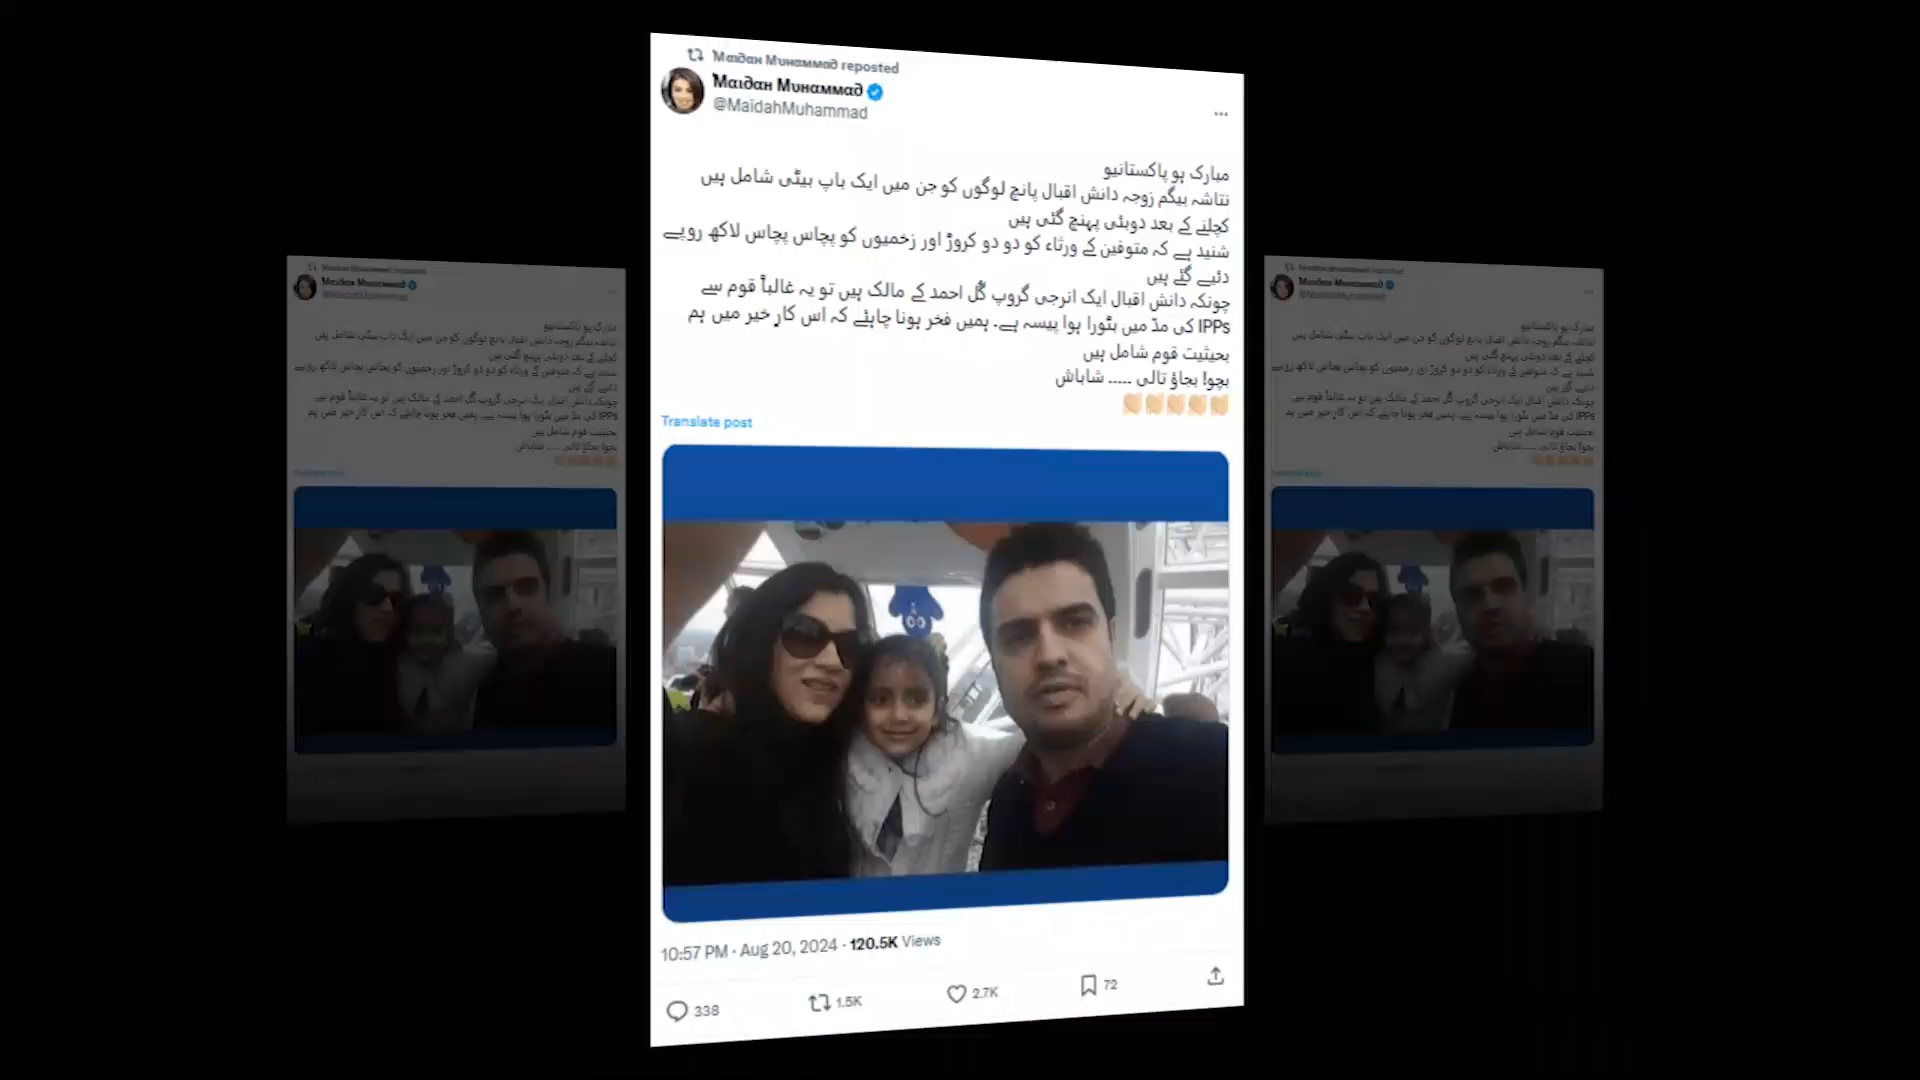 Maidah Muhammad reposted
Maidah Muhammad
@MaidahMuhammad
مبارک ہو پاکستانیو
نتاشہ بیگم زوجہ دانش اقبال پانچ لوگوں کو جن میں ایک باپ بیٹی شامل ہیں
کچلنے کے بعد دوبئی پہنچ گئی ہیں
شنید ہے کہ متوفین کے ورثاء کو دو دو کروڑ اور زخمیوں کو پچاس پچاس لاکھ روپے
دئیے گئے ہیں
چونکہ دانش اقبال ایک انرجی گروپ گُل احمد کے مالک ہیں تو یہ غالباً قوم سے
IPPs کی مدّ میں بٹورا ہوا پیسہ ہے۔ ہمیں فخر ہونا چاہئے کہ اس کارِ خیر میں ہم
بحیثیت قوم شامل ہیں
بچو! بجاؤ تالی ..... شاباش
👏🏼👏🏼👏🏼👏🏼👏🏼
Translate post
10:57 PM · Aug 20, 2024 · 120.5K Views
338 1.5K 2.7K 72